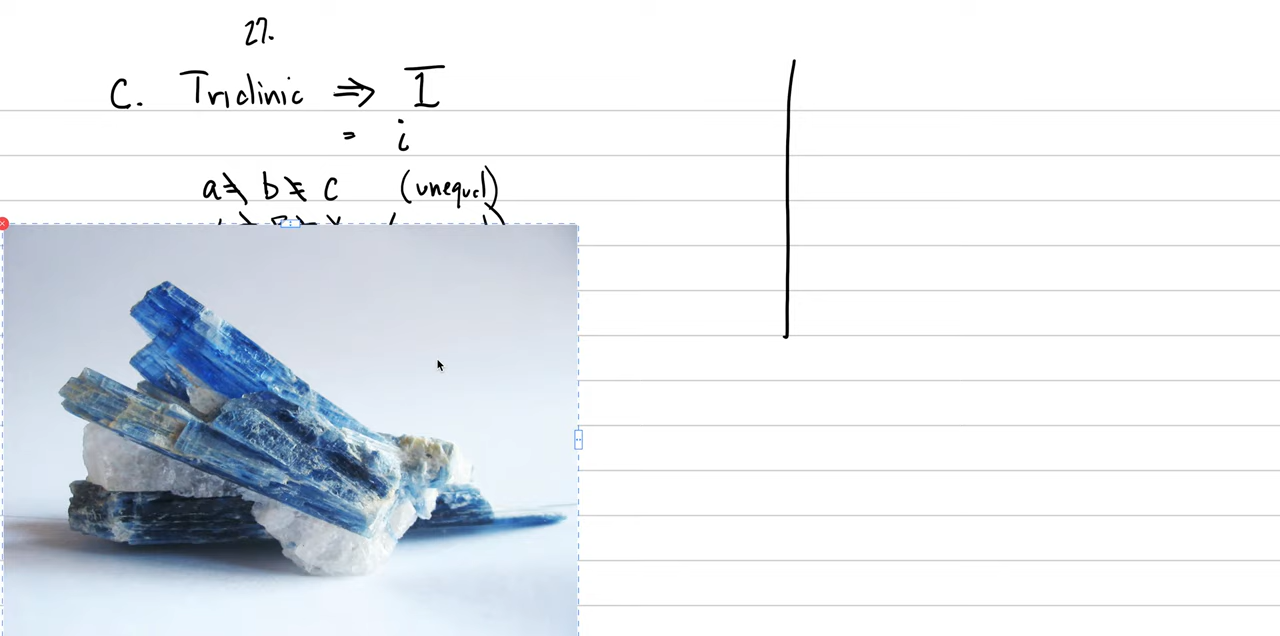 27.
C. Triclinic ⇒ 1̅
= i
a ≠ b ≠ c (unequal)